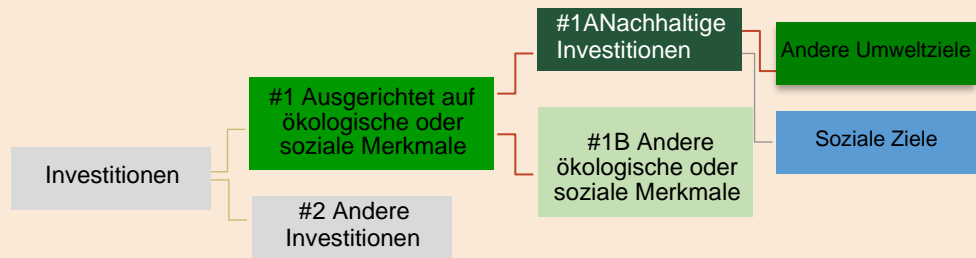 Investitionen
#1 Ausgerichtet auf
ökologische oder
soziale Merkmale
#2 Andere
Investitionen
#1ANachhaltige
Investitionen
#1B Andere
ökologische oder
soziale Merkmale
Andere Umweltziele
Soziale Ziele